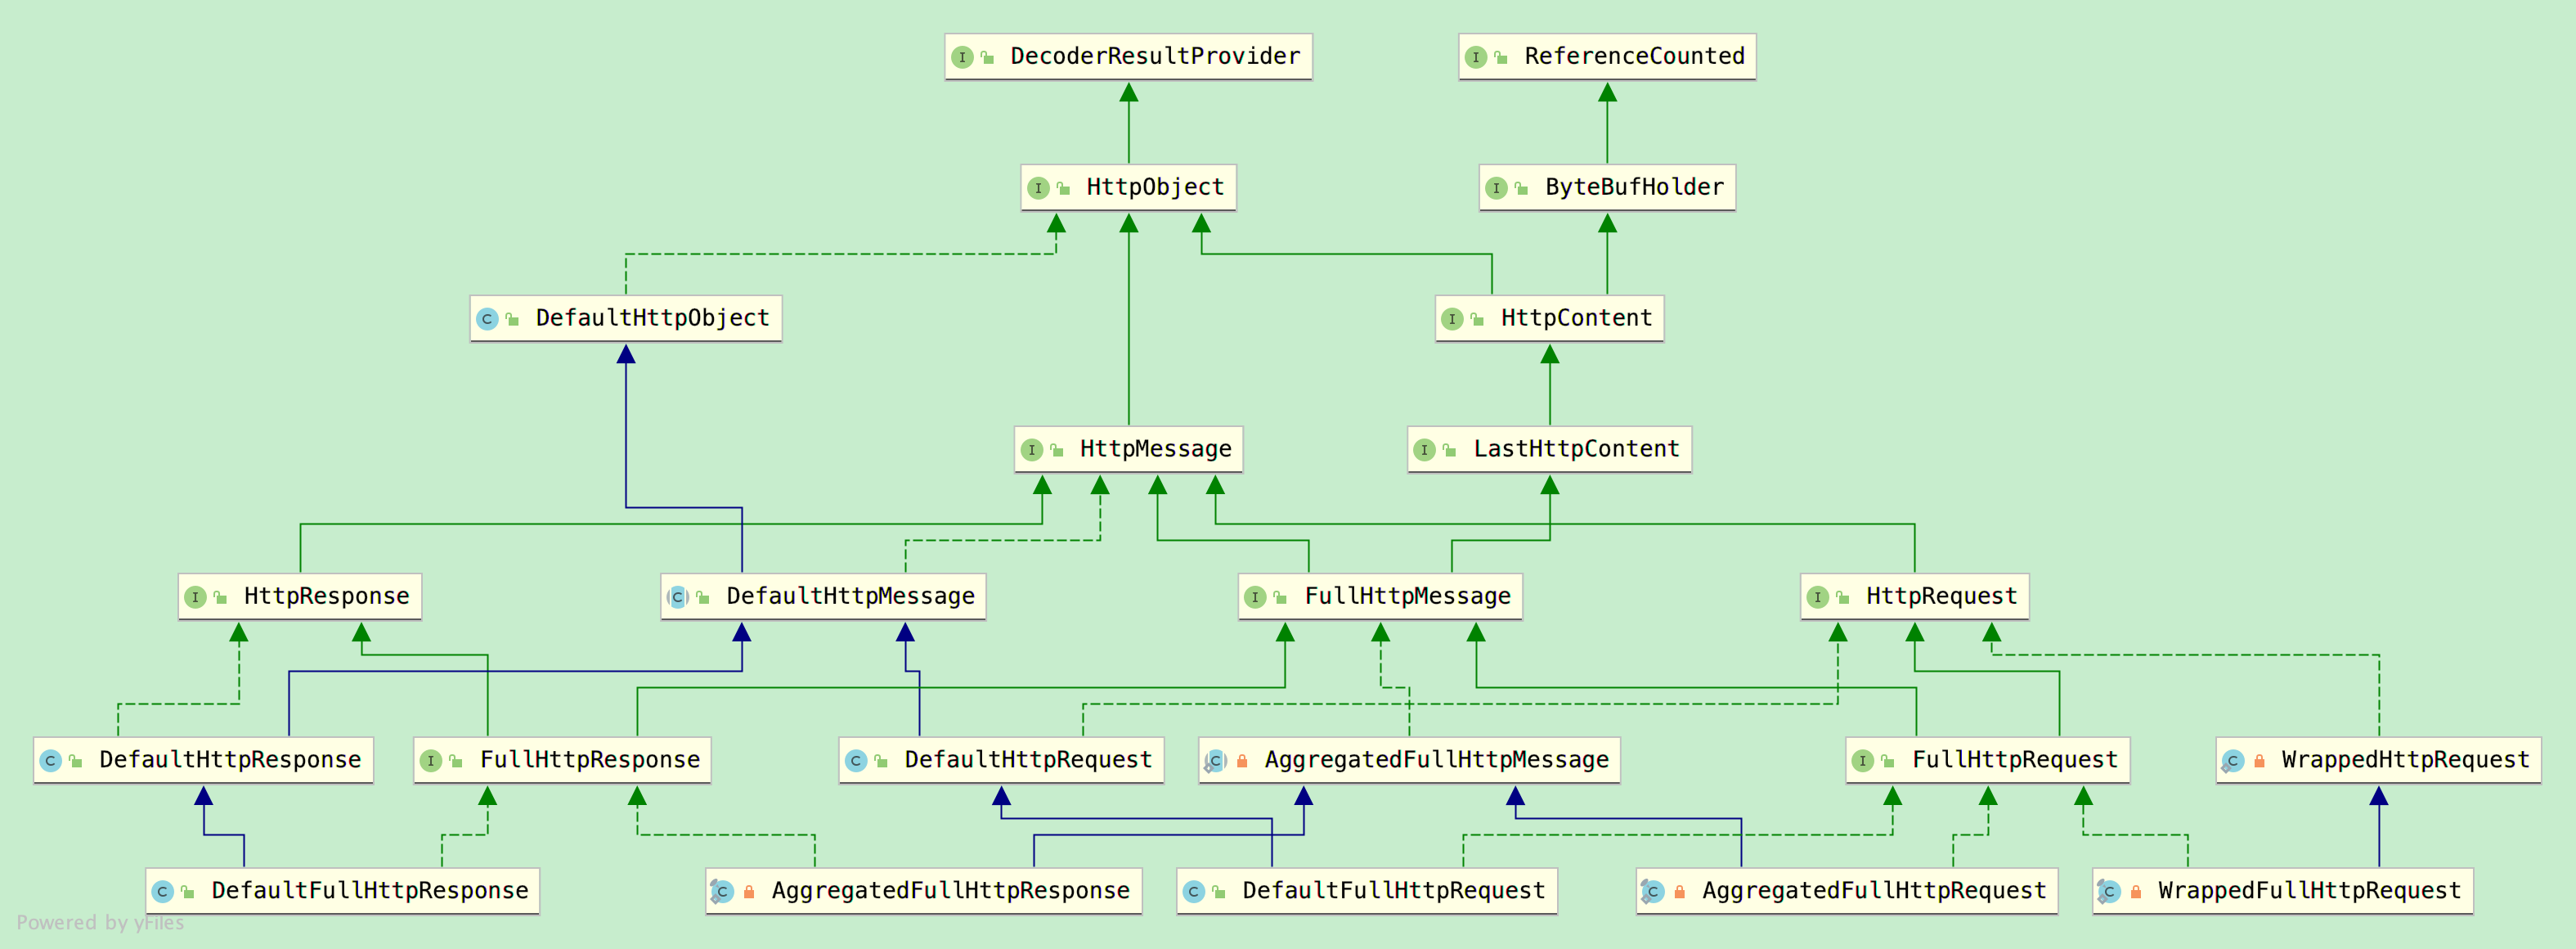 I DecoderResultProvider
I ReferenceCounted
I HttpObject
I ByteBufHolder
C DefaultHttpObject
I HttpContent
I HttpMessage
I LastHttpContent
I HttpResponse
C DefaultHttpMessage
I FullHttpMessage
I HttpRequest
C DefaultHttpResponse
I FullHttpResponse
C DefaultHttpRequest
C AggregatedFullHttpMessage
I FullHttpRequest
C WrappedHttpRequest
C DefaultFullHttpResponse
C AggregatedFullHttpResponse
C DefaultFullHttpRequest
C AggregatedFullHttpRequest
C WrappedFullHttpRequest
Powered by yFiles